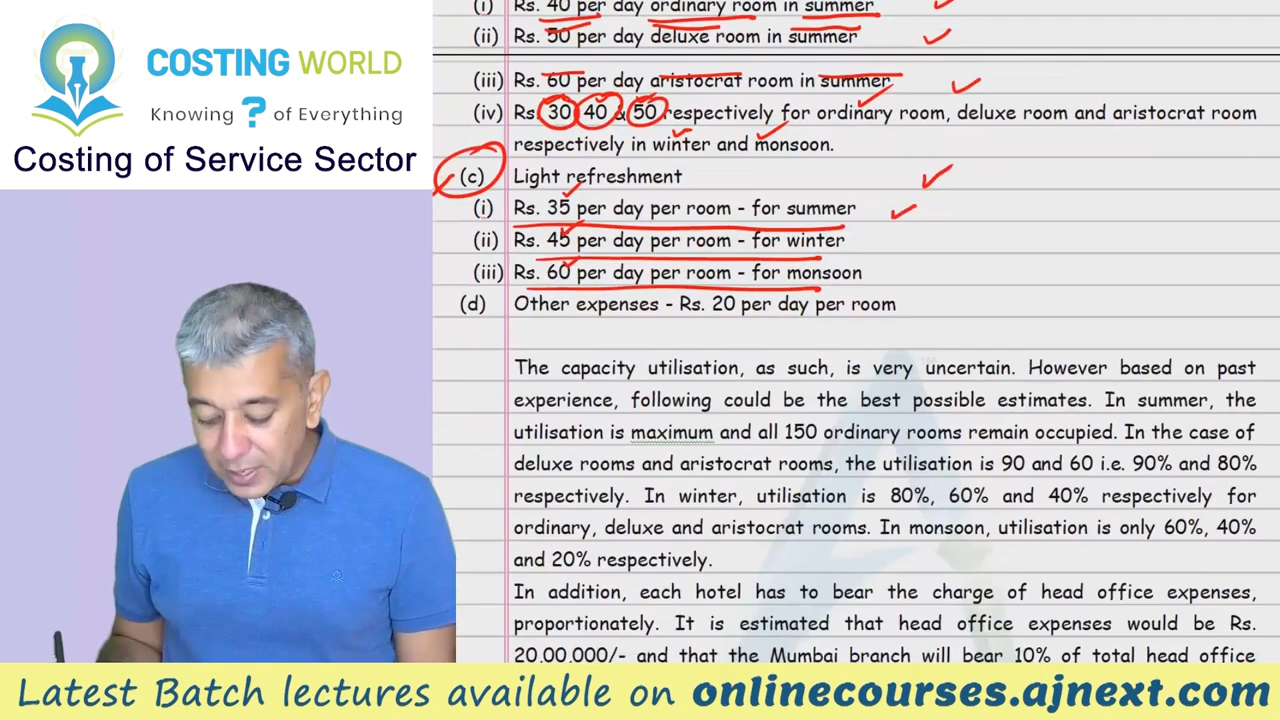 COSTING WORLD
Knowing ? of Everything
Costing of Service Sector
(i) Rs. 40 per day ordinary room in summer
(ii) Rs. 50 per day deluxe room in summer
(iii) Rs. 60 per day aristocrat room in summer
(iv) Rs. 30 40 & 50 respectively for ordinary room, deluxe room and aristocrat room
respectively in winter and monsoon.
(c) Light refreshment
(i) Rs. 35 per day per room - for summer
(ii) Rs. 45 per day per room - for winter
(iii) Rs. 60 per day per room - for monsoon
(d) Other expenses - Rs. 20 per day per room
The capacity utilisation, as such, is very uncertain. However based on past
experience, following could be the best possible estimates. In summer, the
utilisation is maximum and all 150 ordinary rooms remain occupied. In the case of
deluxe rooms and aristocrat rooms, the utilisation is 90 and 60 i.e. 90% and 80%
respectively. In winter, utilisation is 80%, 60% and 40% respectively for
ordinary, deluxe and aristocrat rooms. In monsoon, utilisation is only 60%, 40%
and 20% respectively.
In addition, each hotel has to bear the charge of head office expenses,
proportionately. It is estimated that head office expenses would be Rs.
20,00,000/- and that the Mumbai branch will bear 10% of total head office
Latest Batch lectures available on onlinecourses.ajnext.com